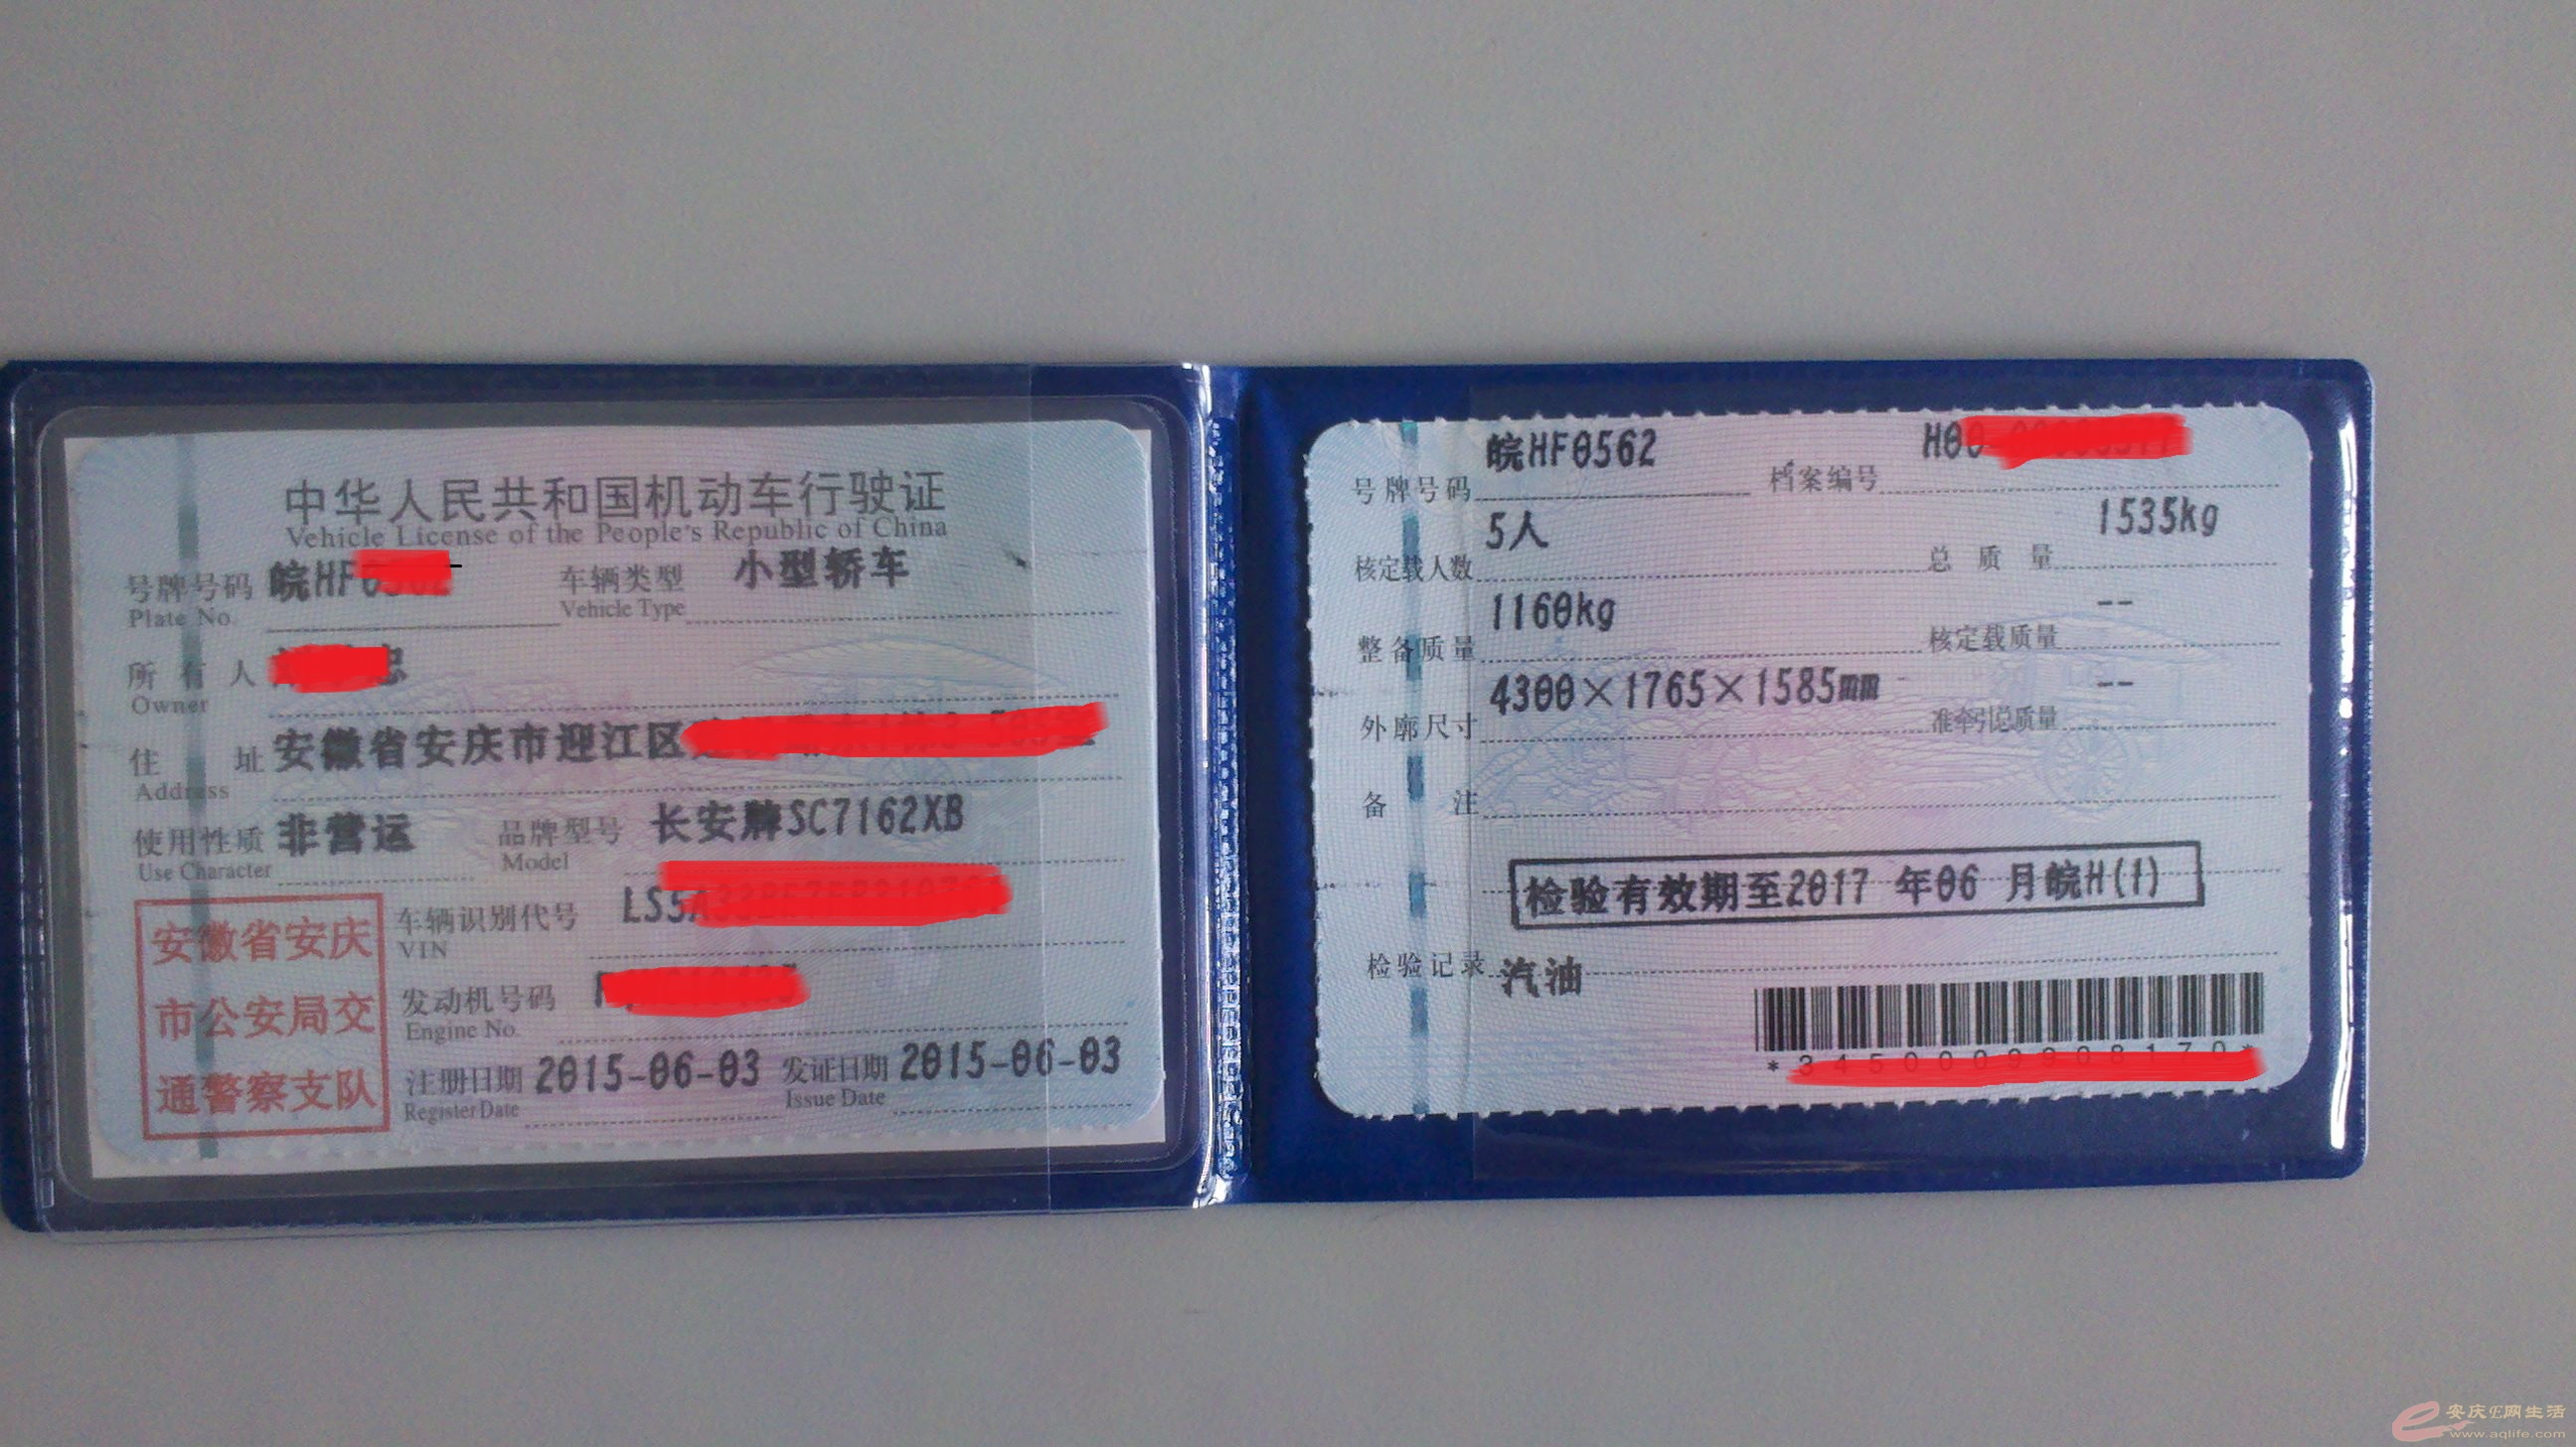 中华人民共和国机动车行驶证
Vehicle License of the People's Republic of China
号牌号码 皖HF 车辆类型 小型轿车
Plate No. Vehicle Type
所有人
Owner
住址 安徽省安庆市迎江区
Address
使用性质 非营运 品牌型号 长安牌SC7162XB
Use Character Model
车辆识别代号 LS5A
VIN
发动机号码
Engine No.
注册日期 2015-06-03 发证日期 2015-06-03
Register Date Issue Date
安徽省安庆
市公安局交
通警察支队
号牌号码 皖HF0562 档案编号 H00
核定载人数 5人 总质量 1535kg
整备质量 1160kg 核定载质量 --
外廓尺寸 4300×1765×1585mm 准牵引总质量 --
备注
检验有效期至2017 年06 月皖H(1)
检验记录 汽油
安庆E网生活
www.aqlife.com